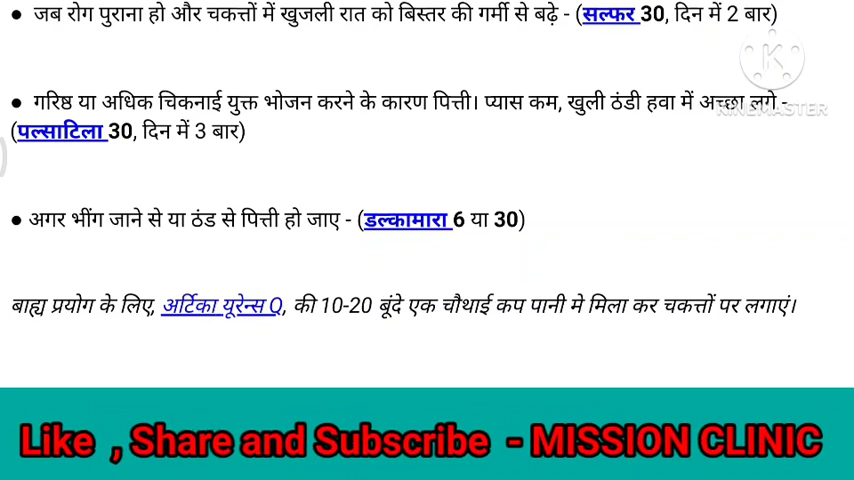 ● जब रोग पुराना हो और चकत्तों में खुजली रात को बिस्तर की गर्मी से बढ़े - (सल्फर 30, दिन में 2 बार)
● गरिष्ठ या अधिक चिकनाई युक्त भोजन करने के कारण पित्ती। प्यास कम, खुली ठंडी हवा में अच्छा लगे -
(पल्साटिला 30, दिन में 3 बार)
K
KINEMASTER
● अगर भींग जाने से या ठंड से पित्ती हो जाए - (डल्कामारा 6 या 30)
बाह्य प्रयोग के लिए, अर्टिका यूरेन्स Q, की 10-20 बूंदे एक चौथाई कप पानी मे मिला कर चकत्तों पर लगाएं।
Like , Share and Subscribe - MISSION CLINIC